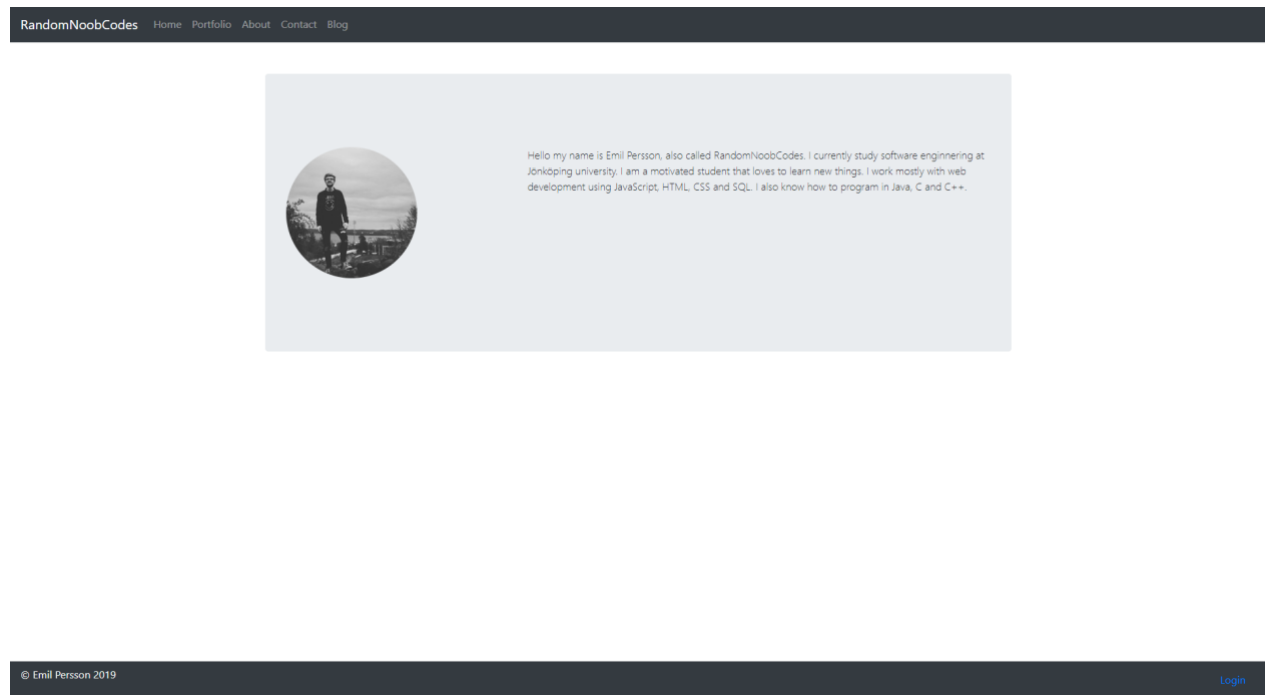 RandomNoobCodes Home Portfolio About Contact Blog
Hello my name is Emil Persson, also called RandomNoobCodes. I currently study software enginnering at
Jönköping university. I am a motivated student that loves to learn new things. I work mostly with web
development using JavaScript, HTML, CSS and SQL. I also know how to program in Java, C and C++.
© Emil Persson 2019
Login